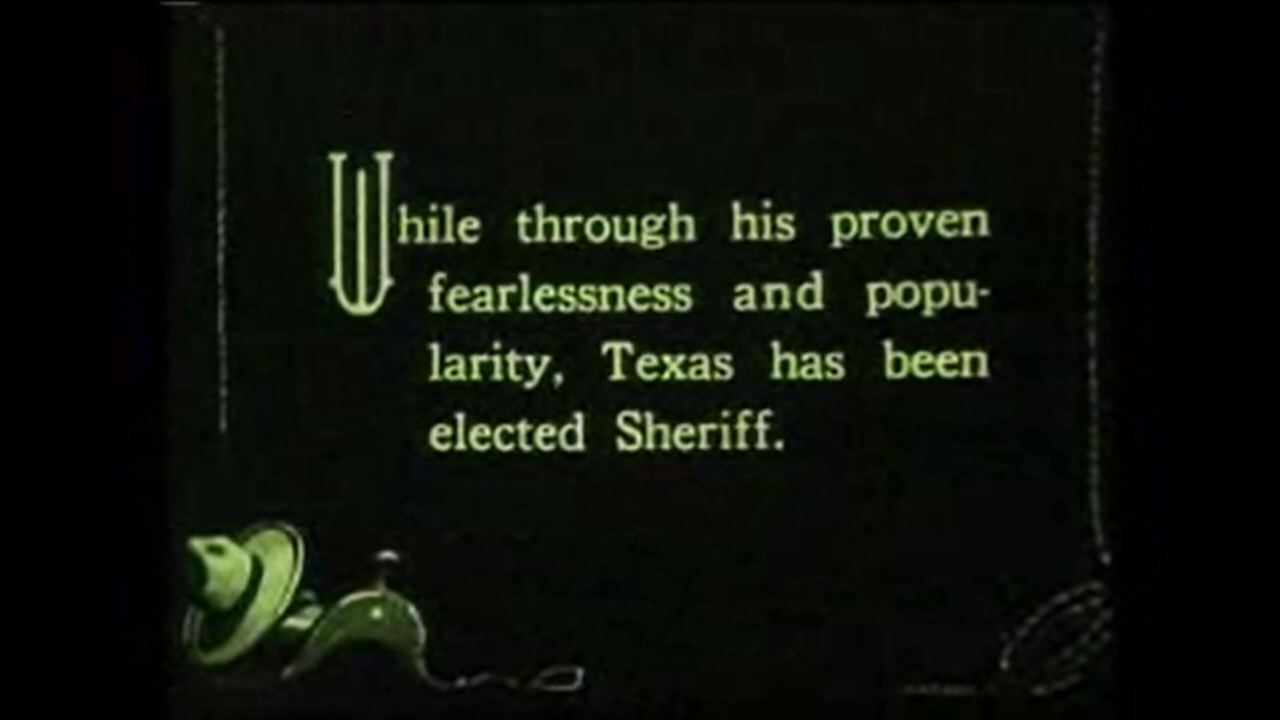 While through his proven
fearlessness and popu-
larity, Texas has been
elected Sheriff.